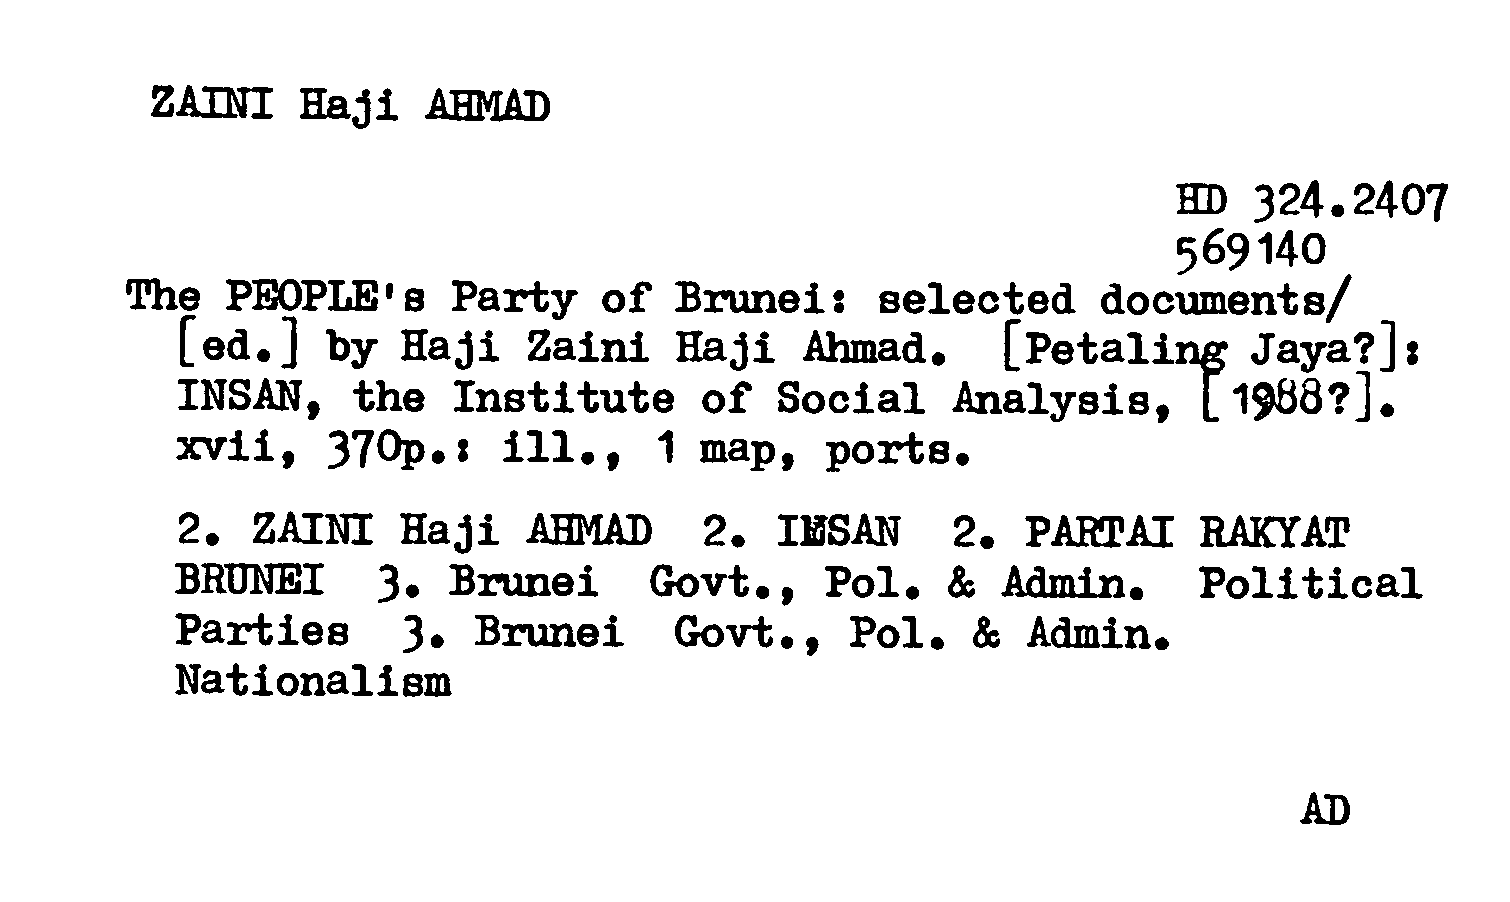 ZAINI Haji AHMAD
HD 324.2407
569140
The PEOPLE's Party of Brunei: selected documents/
[ed.] by Haji Zaini Haji Ahmad. [Petaling Jaya?]:
INSAN, the Institute of Social Analysis, [1988?].
xvii, 370p.: ill., 1 map, ports.
2. ZAINI Haji AHMAD 2. INSAN 2. PARTAI RAKYAT
BRUNEI 3. Brunei Govt., Pol. & Admin. Political
Parties 3. Brunei Govt., Pol. & Admin.
Nationalism
AD